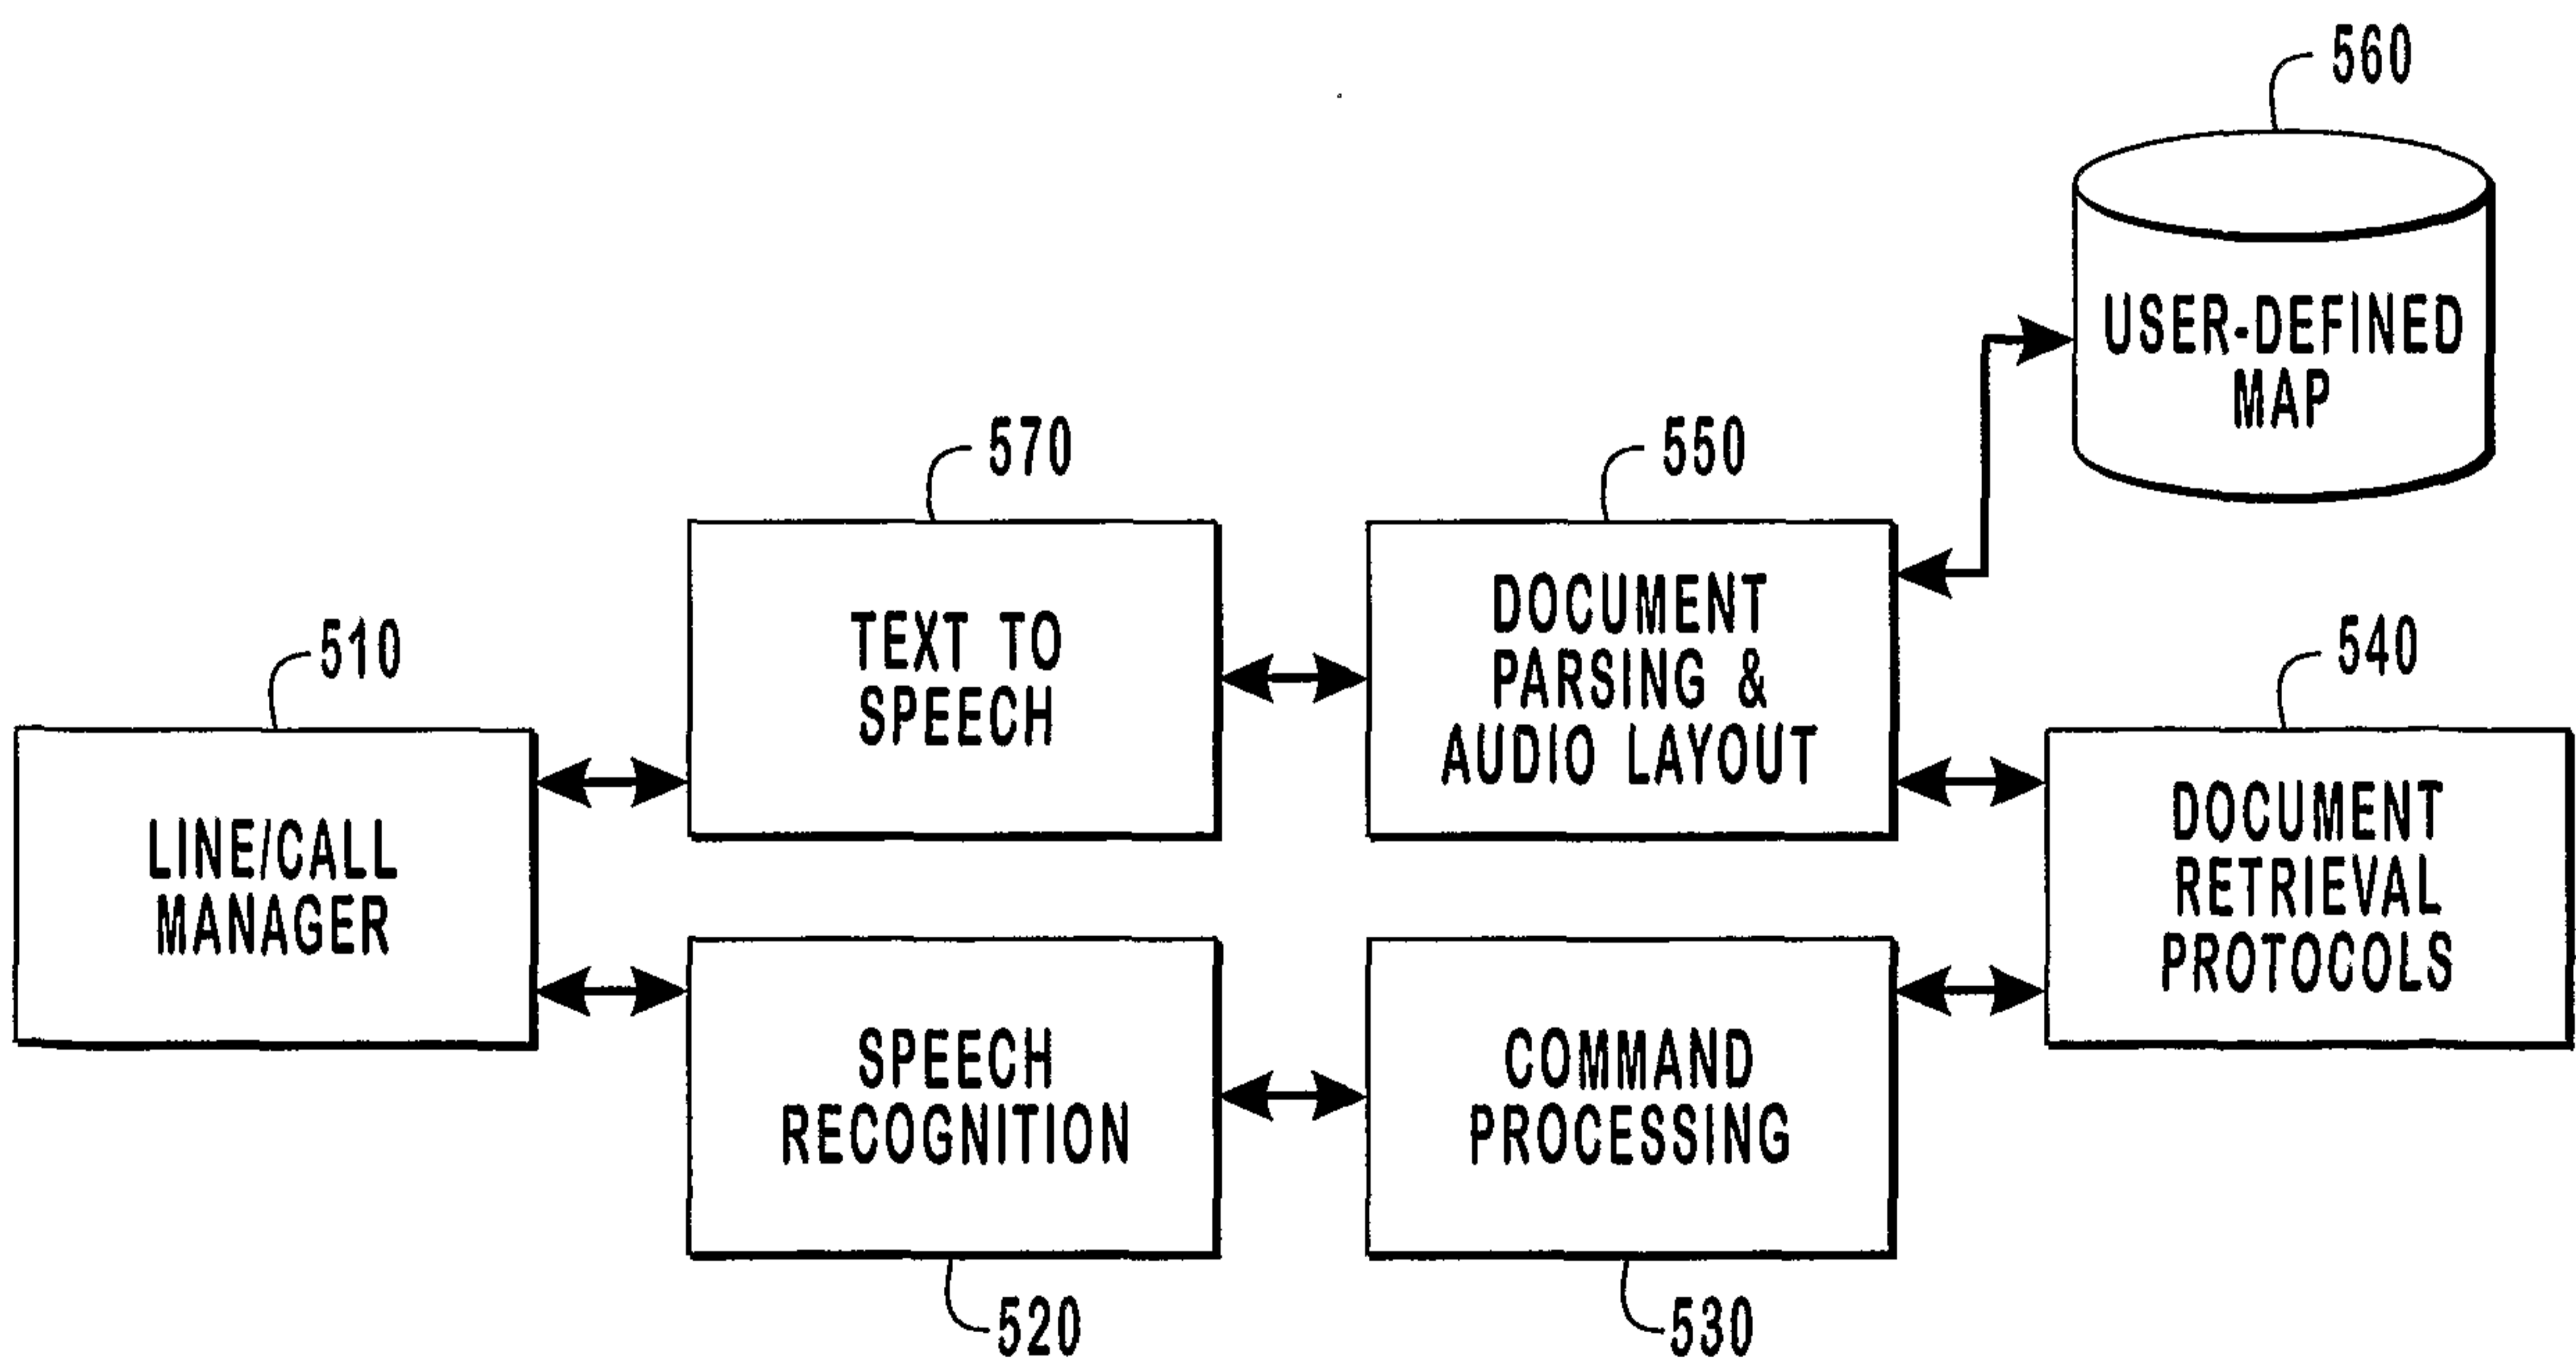 560
USER-DEFINED
MAP
570
TEXT TO
SPEECH
550
DOCUMENT
PARSING &
AUDIO LAYOUT
510
LINE/CALL
MANAGER
540
DOCUMENT
RETRIEVAL
PROTOCOLS
SPEECH
RECOGNITION
520
COMMAND
PROCESSING
530